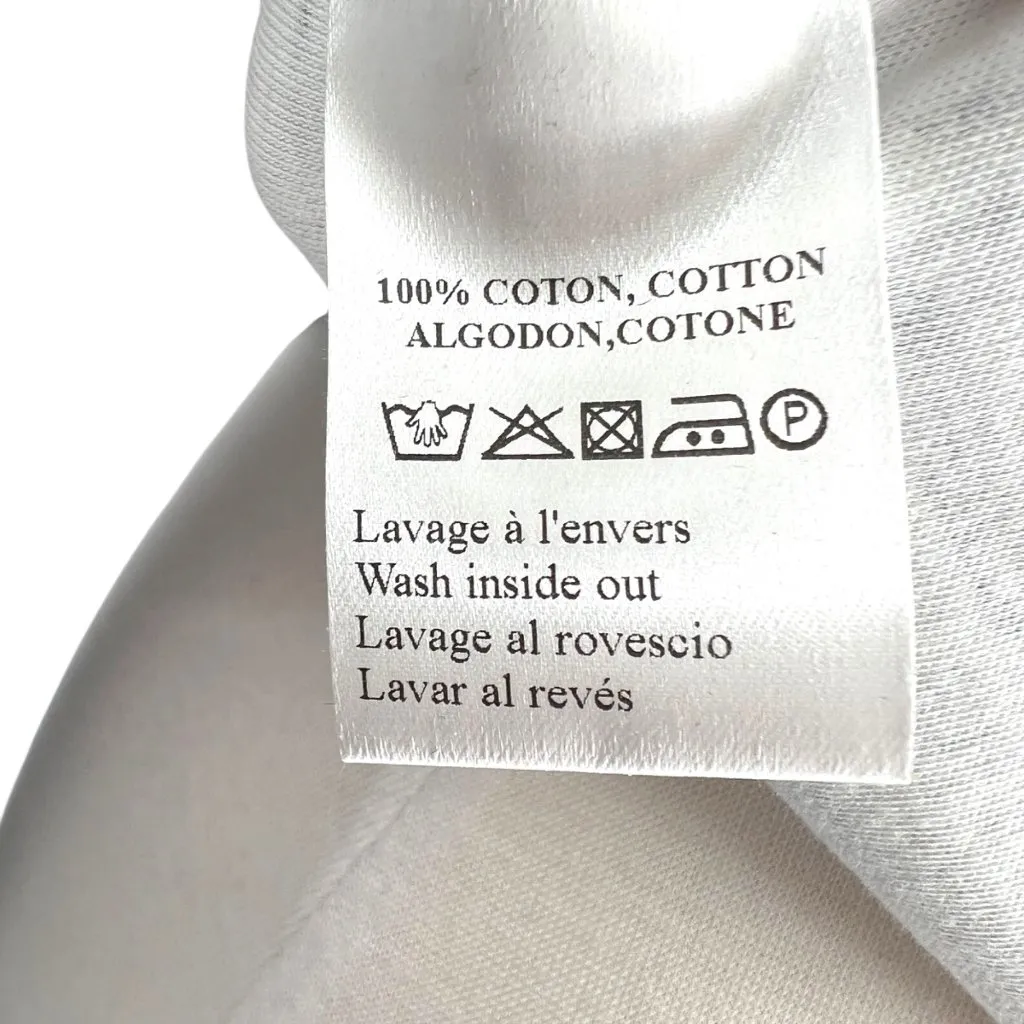 100% COTON, COTTON
ALGODON,COTONE
P
Lavage à l'envers
Wash inside out
Lavage al rovescio
Lavar al revés